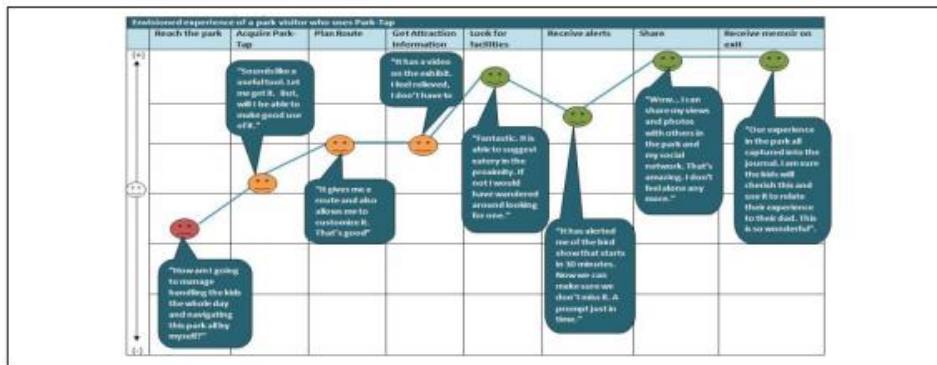 Envisioned experience of a park visitor who uses Park-Tap
Reach the park
Acquire Park-
Tap
Plan Route
Get Attraction
Information
Look for
facilities
Receive alerts
Share
Receive memoir on
exit
(+)
(-)
"How am I going
to manage
handling the kids
the whole day
and navigating
this park all by
myself?"
"Sounds like a
useful tool. Let
me get it. But,
will I be able to
make good use
of it."
"It gives me a
route and also
allows me to
customize it.
That's good"
"It has a video
on the exhibit.
I feel relieved,
I don't have to
"Fantastic. It is
able to suggest
eatery in the
proximity. If
not I would
have wandered
around looking
for one."
"It has alerted
me of the bird
show that starts
in 30 minutes.
Now we can
make sure we
don't miss it. A
prompt just in
time."
"Wow... I can
share my views
and photos
with others in
the park and
my social
network. That's
amazing. I don't
feel alone any
more."
"Our experience
in the park all
captured into the
journal. I am sure
the kids will
cherish this and
use it to relate
their experience
to their dad. This
is so wonderful".